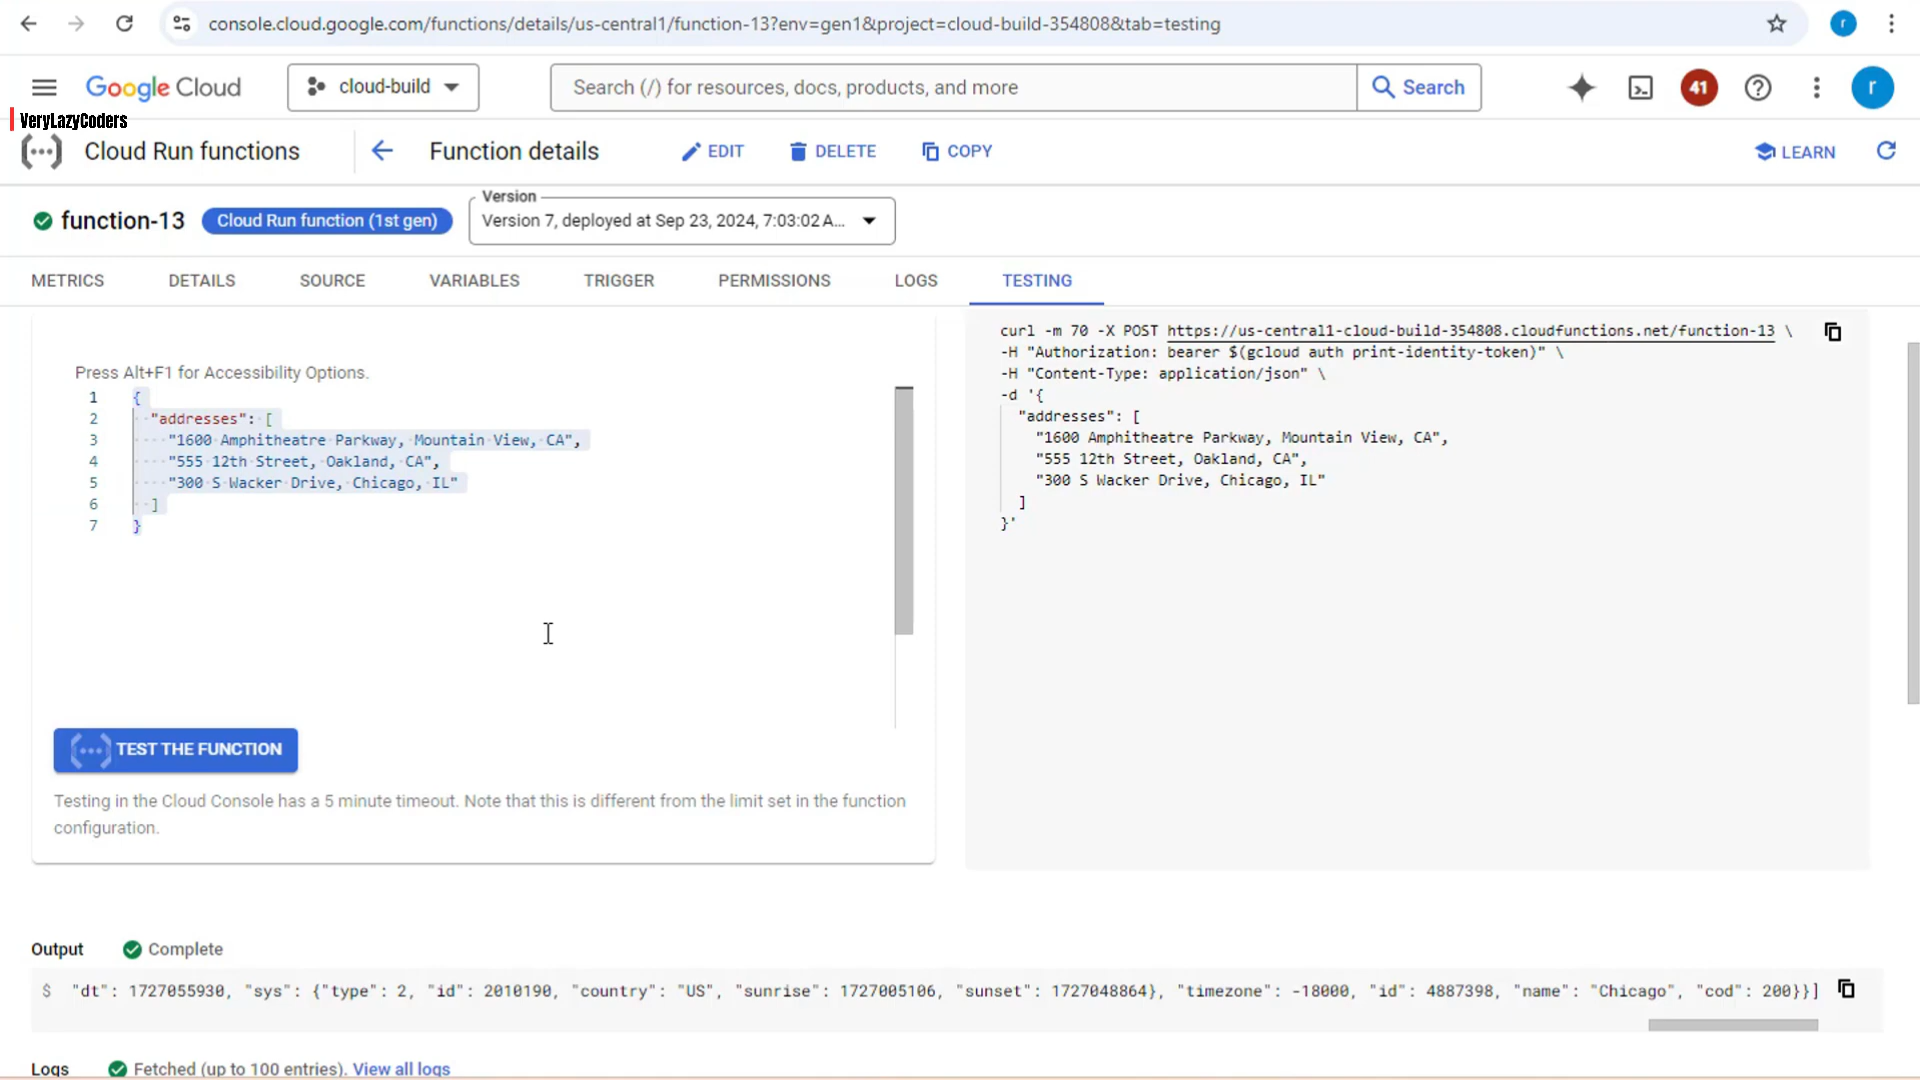 console.cloud.google.com/functions/details/us-central1/function-13?env=gen1&project=cloud-build-354808&tab=testing
r
Google Cloud
cloud-build
Search (/) for resources, docs, products, and more
Search
41
r
VeryLazyCoders
Cloud Run functions
Function details
EDIT
DELETE
COPY
LEARN
function-13
Cloud Run function (1st gen)
Version
Version 7, deployed at Sep 23, 2024, 7:03:02 A...
METRICS
DETAILS
SOURCE
VARIABLES
TRIGGER
PERMISSIONS
LOGS
TESTING
Press Alt+F1 for Accessibility Options.
1 {
2 "addresses": [
3 "1600 Amphitheatre Parkway, Mountain View, CA",
4 "555 12th Street, Oakland, CA",
5 "300 S Wacker Drive, Chicago, IL"
6 ]
7 }
TEST THE FUNCTION
Testing in the Cloud Console has a 5 minute timeout. Note that this is different from the limit set in the function
configuration.
curl -m 70 -X POST https://us-central1-cloud-build-354808.cloudfunctions.net/function-13 \
-H "Authorization: bearer $(gcloud auth print-identity-token)" \
-H "Content-Type: application/json" \
-d '{
"addresses": [
"1600 Amphitheatre Parkway, Mountain View, CA",
"555 12th Street, Oakland, CA",
"300 S Wacker Drive, Chicago, IL"
]
}'
Output
Complete
$ "dt": 1727055930, "sys": {"type": 2, "id": 2010190, "country": "US", "sunrise": 1727005106, "sunset": 1727048864}, "timezone": -18000, "id": 4887398, "name": "Chicago", "cod": 200}}]
Logs
Fetched (up to 100 entries). View all logs